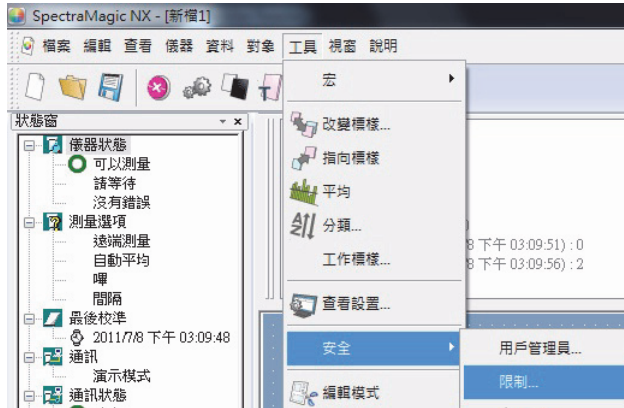 SpectraMagic NX - [新檔1]
檔案 編輯 查看 儀器 資料 對象 工具 視窗 說明
狀態窗
儀器狀態
可以測量
請等待
沒有錯誤
測量選項
遠端測量
自動平均
嗶
間隔
最後校準
2011/7/8 下午 03:09:48
通訊
演示模式
通訊狀態
宏
改變標樣...
指向標樣
平均
分類...
工作標樣...
查看設置...
安全
編輯模式
8 下午 03:09:51) : 0
8 下午 03:09:56) : 2
用戶管理員...
限制...